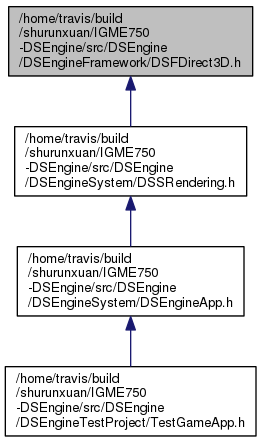 /home/travis/build
/shurunxuan/IGME750
-DSEngine/src/DSEngine
/DSEngineFramework/DSFDirect3D.h
/home/travis/build
/shurunxuan/IGME750
-DSEngine/src/DSEngine
/DSEngineSystem/DSSRendering.h
/home/travis/build
/shurunxuan/IGME750
-DSEngine/src/DSEngine
/DSEngineSystem/DSEngineApp.h
/home/travis/build
/shurunxuan/IGME750
-DSEngine/src/DSEngine
/DSEngineTestProject/TestGameApp.h